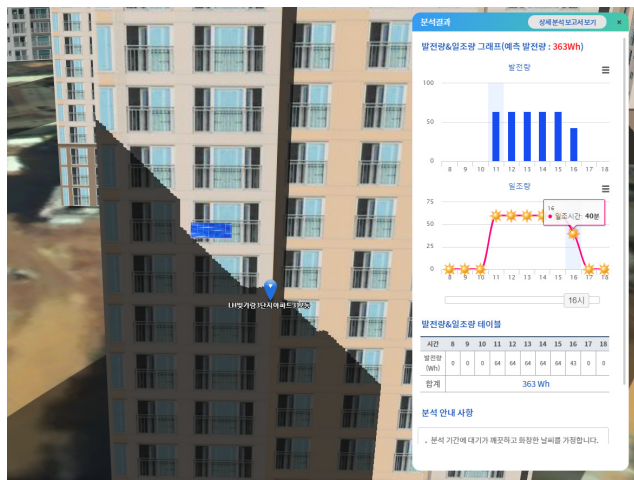 분석결과
상세분석보고서보기
×
발전량&일조량 그래프(예측 발전량 : 363Wh)
발전량
100
50
0
8 9 10 11 12 13 14 15 16 17 18
일조량
75
50
25
0
16
● 일조시간: 40분
8 9 10 11 12 13 14 15 16 17 18
16시
발전량&일조량 테이블
시간 8 9 10 11 12 13 14 15 16 17 18
발전량 (Wh) 0 0 0 64 64 64 64 64 43 0 0
합계 363 Wh
분석 안내 사항
• 분석 기간에 대기가 깨끗하고 화창한 날씨를 가정합니다.